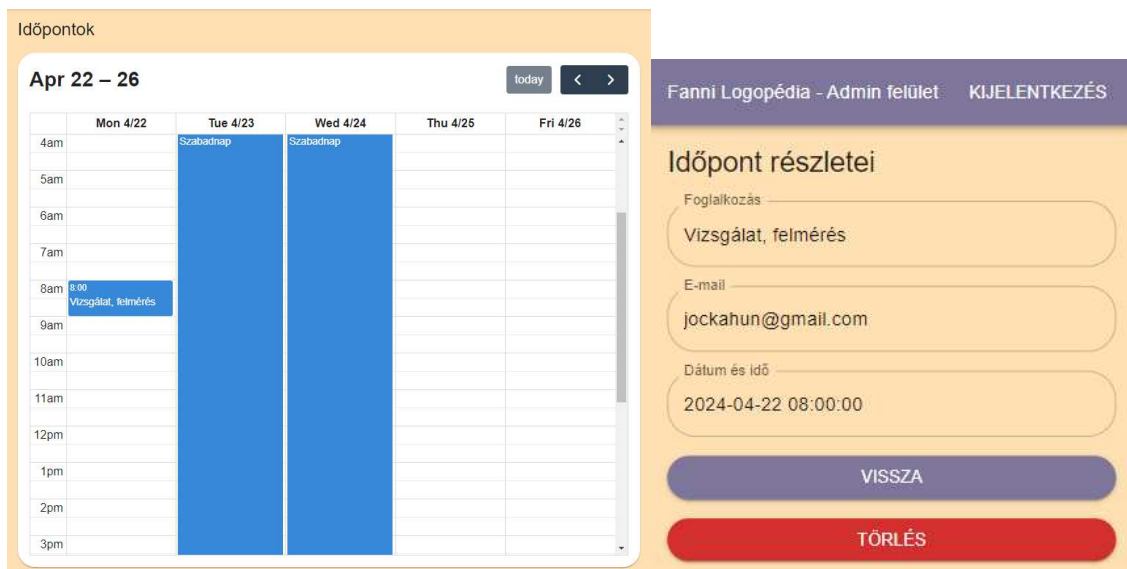 Időpontok
Apr 22 – 26
today
Mon 4/22 Tue 4/23 Wed 4/24 Thu 4/25 Fri 4/26
4am Szabadnap Szabadnap
5am
6am
7am
8am 8:00
Vizsgálat, felmérés
9am
10am
11am
12pm
1pm
2pm
3pm
Fanni Logopédia - Admin felület KIJELENTKEZÉS
Időpont részletei
Foglalkozás
Vizsgálat, felmérés
E-mail
jockahun@gmail.com
Dátum és idő
2024-04-22 08:00:00
VISSZA
TÖRLÉS